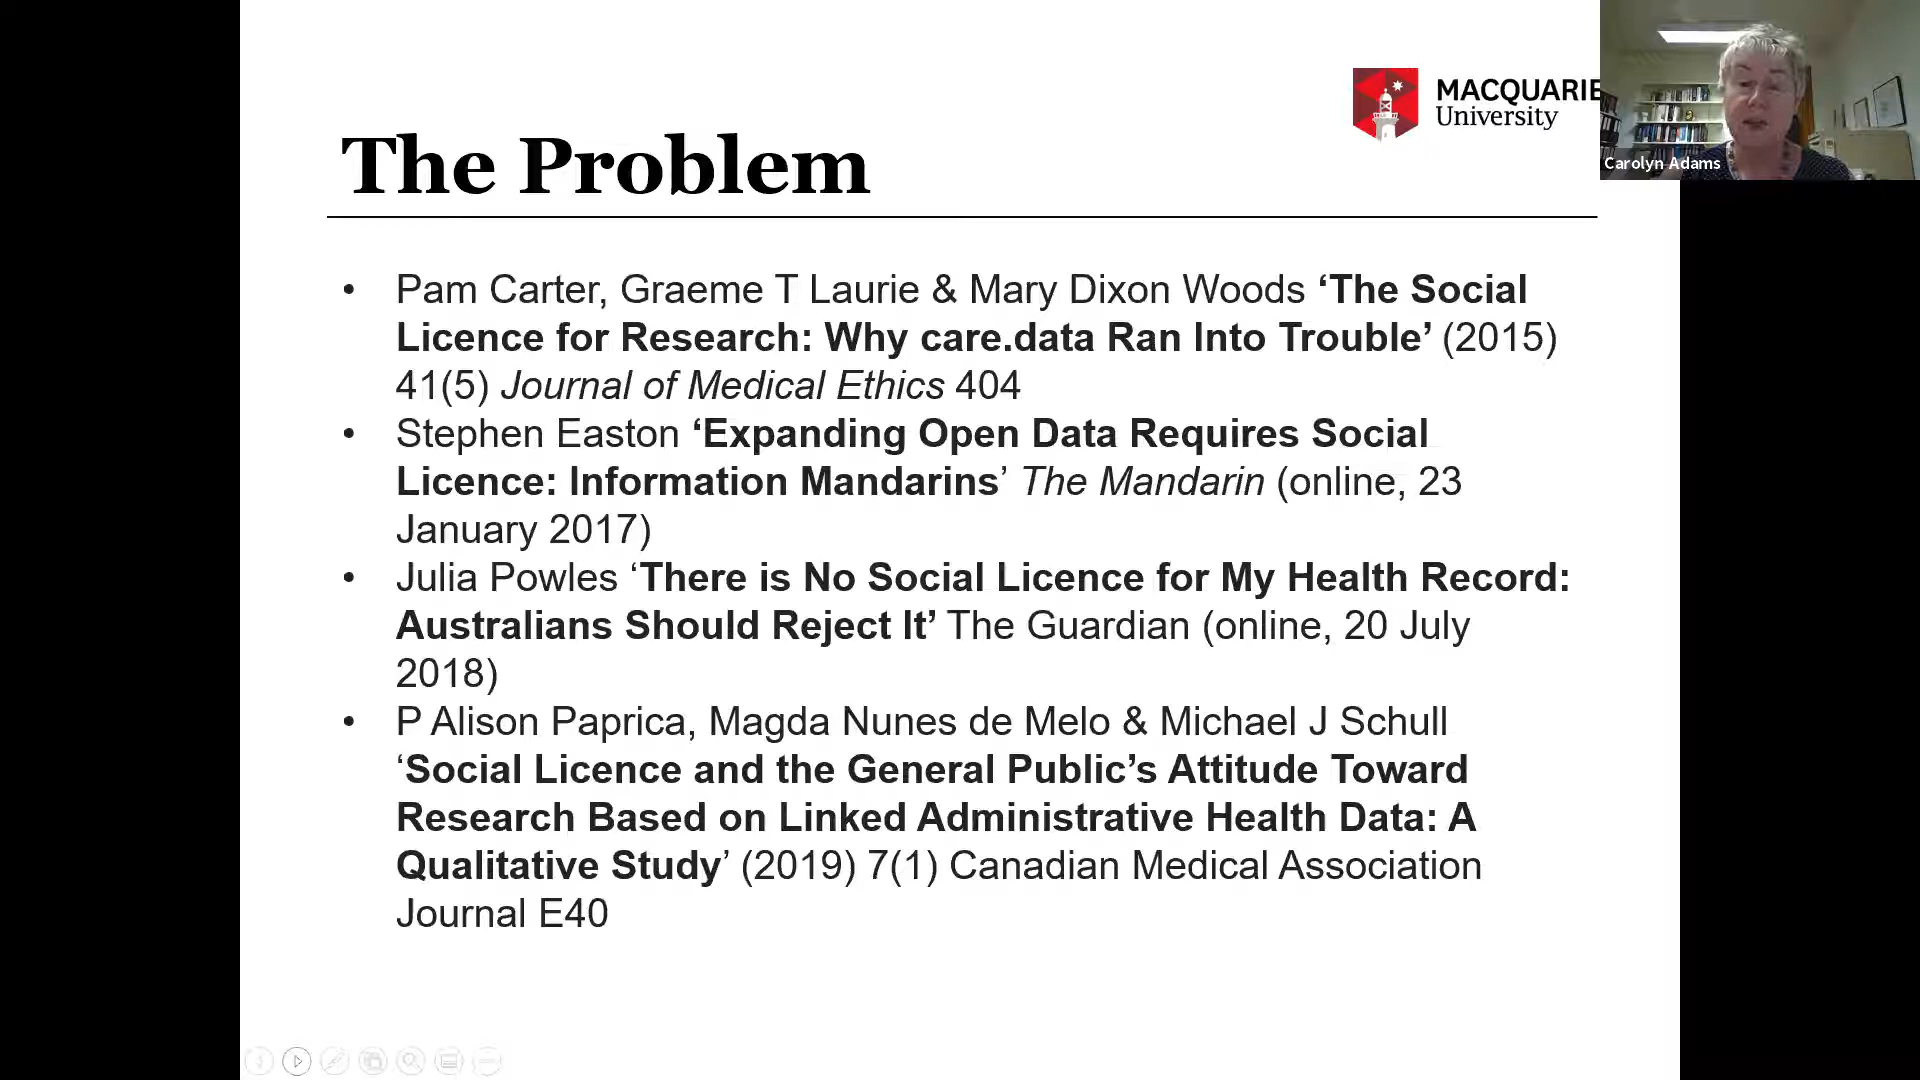 MACQUARIE
University
Carolyn Adams
The Problem
• Pam Carter, Graeme T Laurie & Mary Dixon Woods ‘The Social
Licence for Research: Why care.data Ran Into Trouble’ (2015)
41(5) Journal of Medical Ethics 404
• Stephen Easton ‘Expanding Open Data Requires Social
Licence: Information Mandarins’ The Mandarin (online, 23
January 2017)
• Julia Powles ‘There is No Social Licence for My Health Record:
Australians Should Reject It’ The Guardian (online, 20 July
2018)
• P Alison Paprica, Magda Nunes de Melo & Michael J Schull
‘Social Licence and the General Public’s Attitude Toward
Research Based on Linked Administrative Health Data: A
Qualitative Study’ (2019) 7(1) Canadian Medical Association
Journal E40